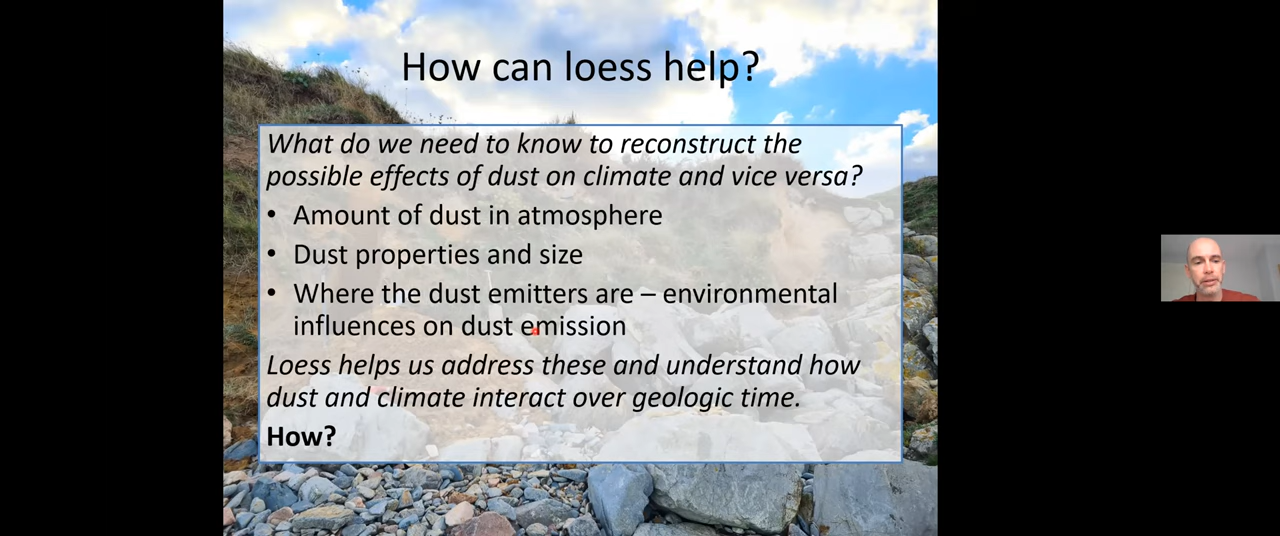 How can loess help?
What do we need to know to reconstruct the
possible effects of dust on climate and vice versa?
• Amount of dust in atmosphere
• Dust properties and size
• Where the dust emitters are – environmental
influences on dust emission
Loess helps us address these and understand how
dust and climate interact over geologic time.
How?